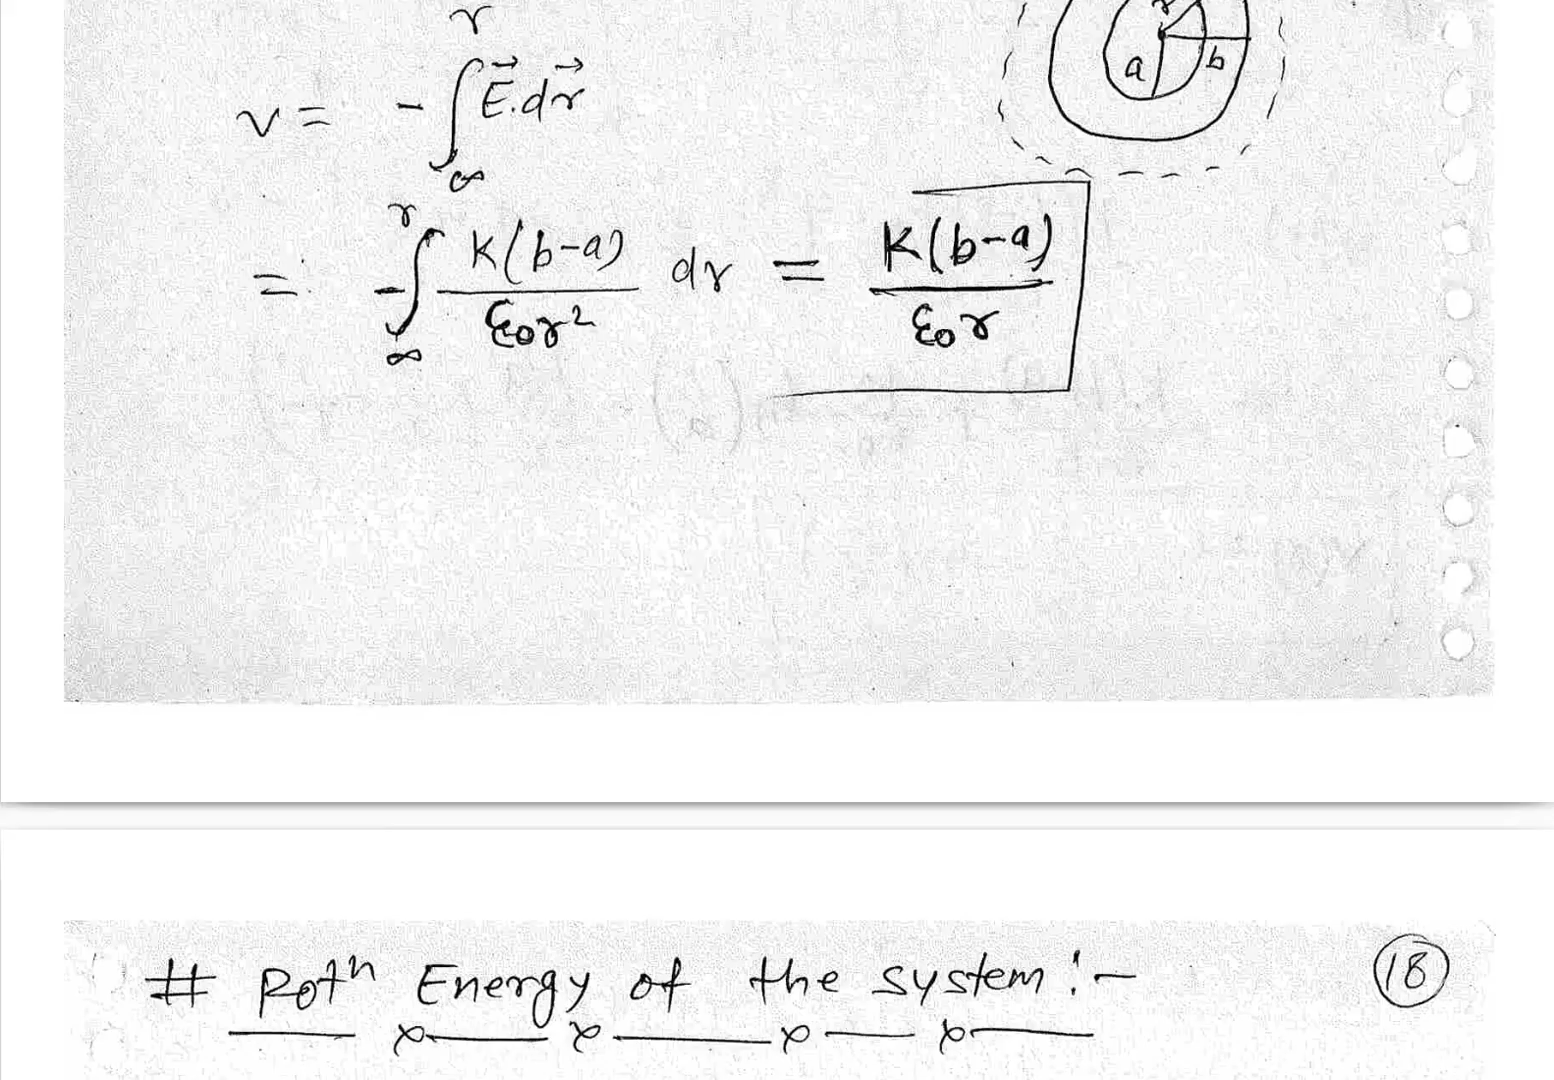 a b
v = - ∫_∞^r E⃗.dr⃗
= - ∫_∞^r K(b-a)/ε₀r² dr = K(b-a)/ε₀r
# Potⁿ Energy of the system :-
18